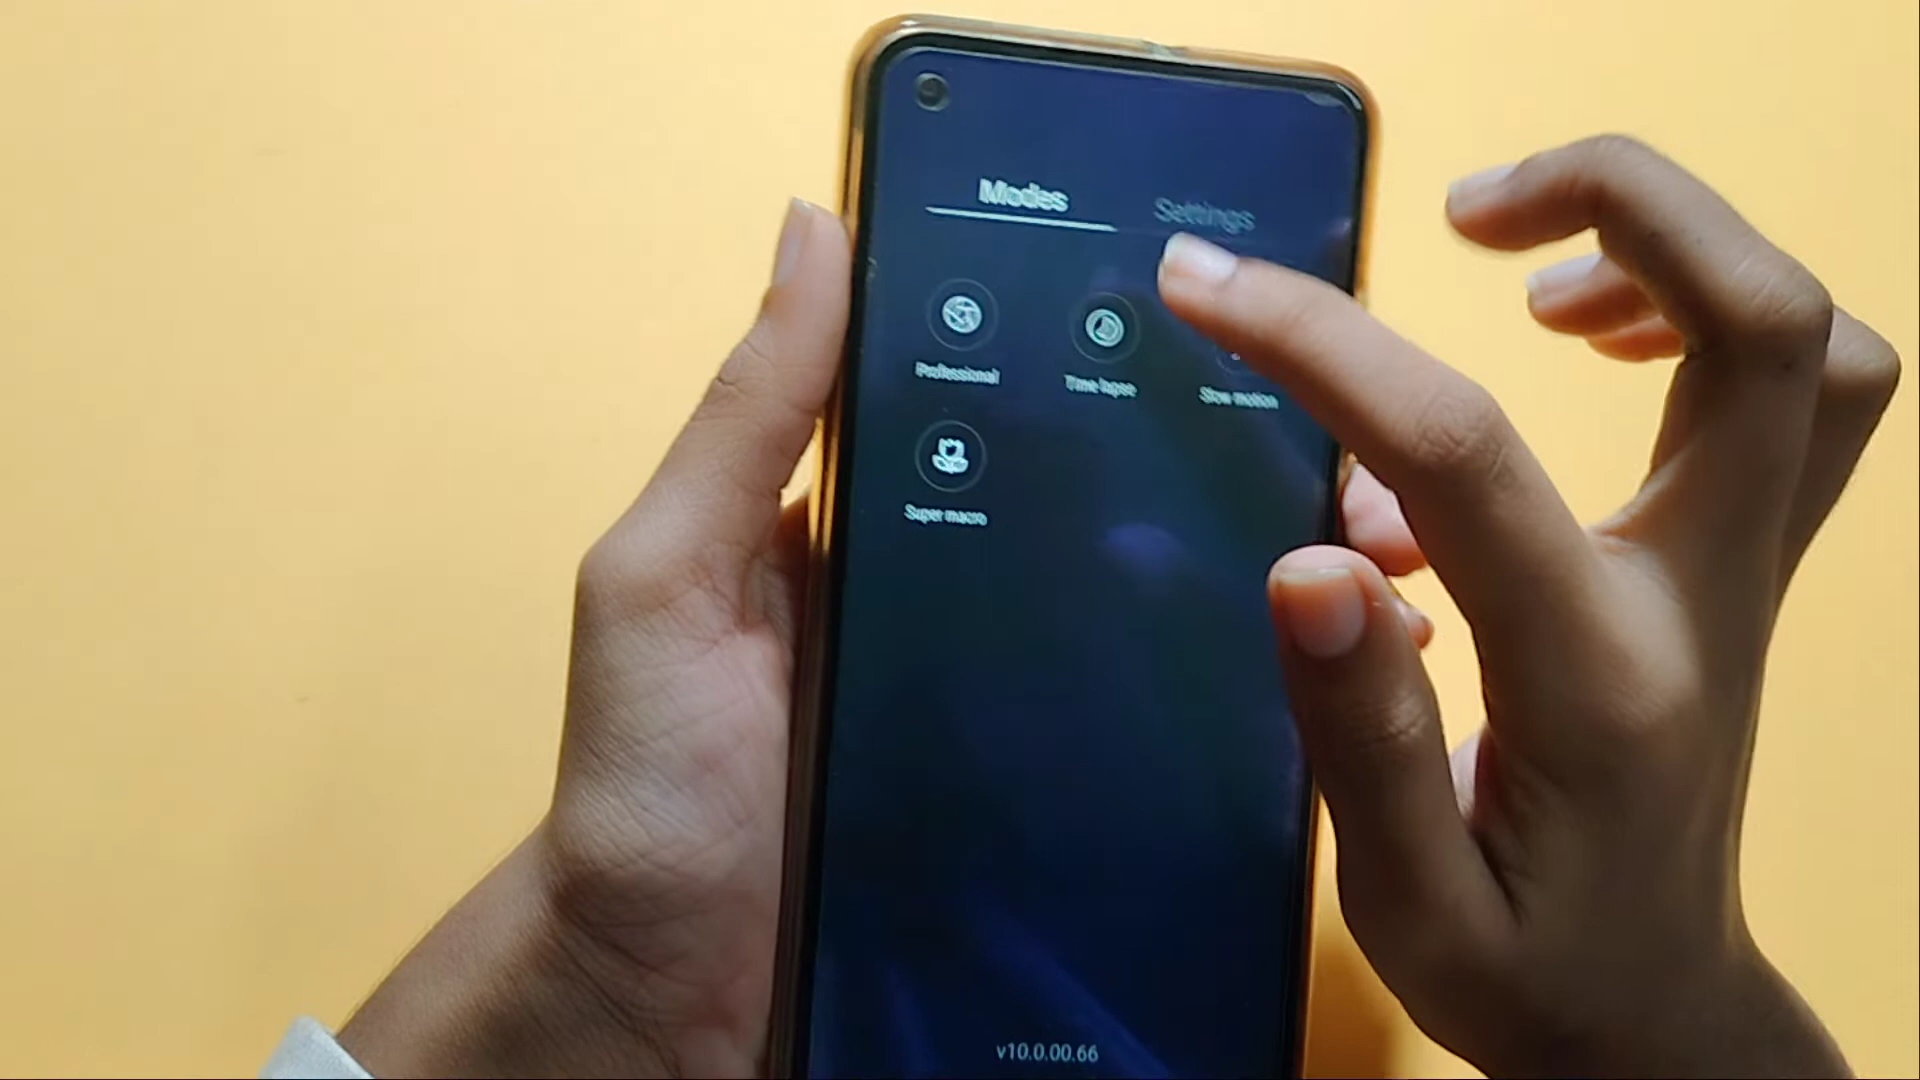 Modes
Settings
Professional
Time lapse
Slow motion
Super macro
v10.0.00.66